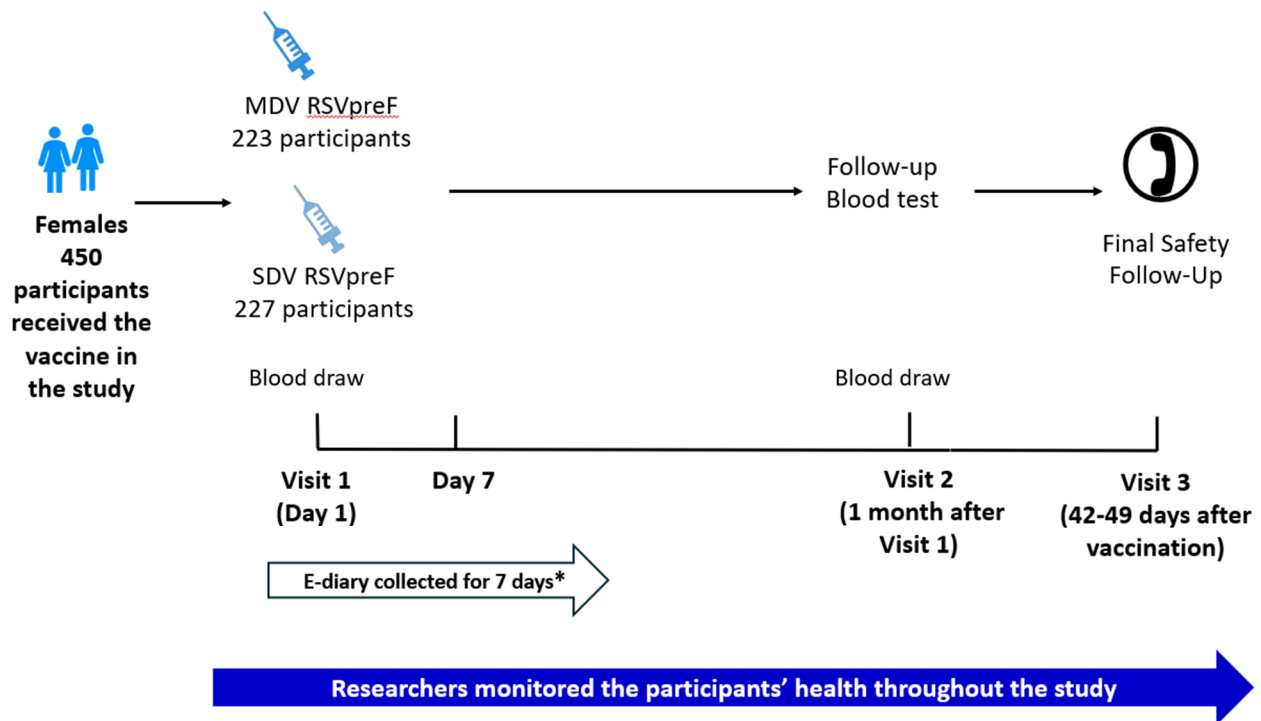 MDV RSVpreF
223 participants
Females
450
participants
received the
vaccine in
the study
SDV RSVpreF
227 participants
Follow-up
Blood test
Final Safety
Follow-Up
Blood draw
Blood draw
Visit 1
(Day 1)
Day 7
Visit 2
(1 month after
Visit 1)
Visit 3
(42-49 days after
vaccination)
E-diary collected for 7 days*
Researchers monitored the participants’ health throughout the study